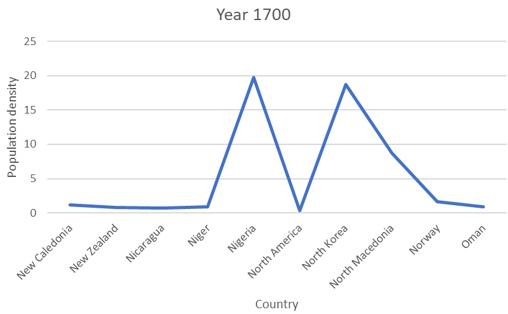 Year 1700
Population density
25
20
15
10
5
0
New Caledonia
New Zealand
Nicaragua
Niger
Nigeria
North America
North Korea
North Macedonia
Norway
Oman
Country